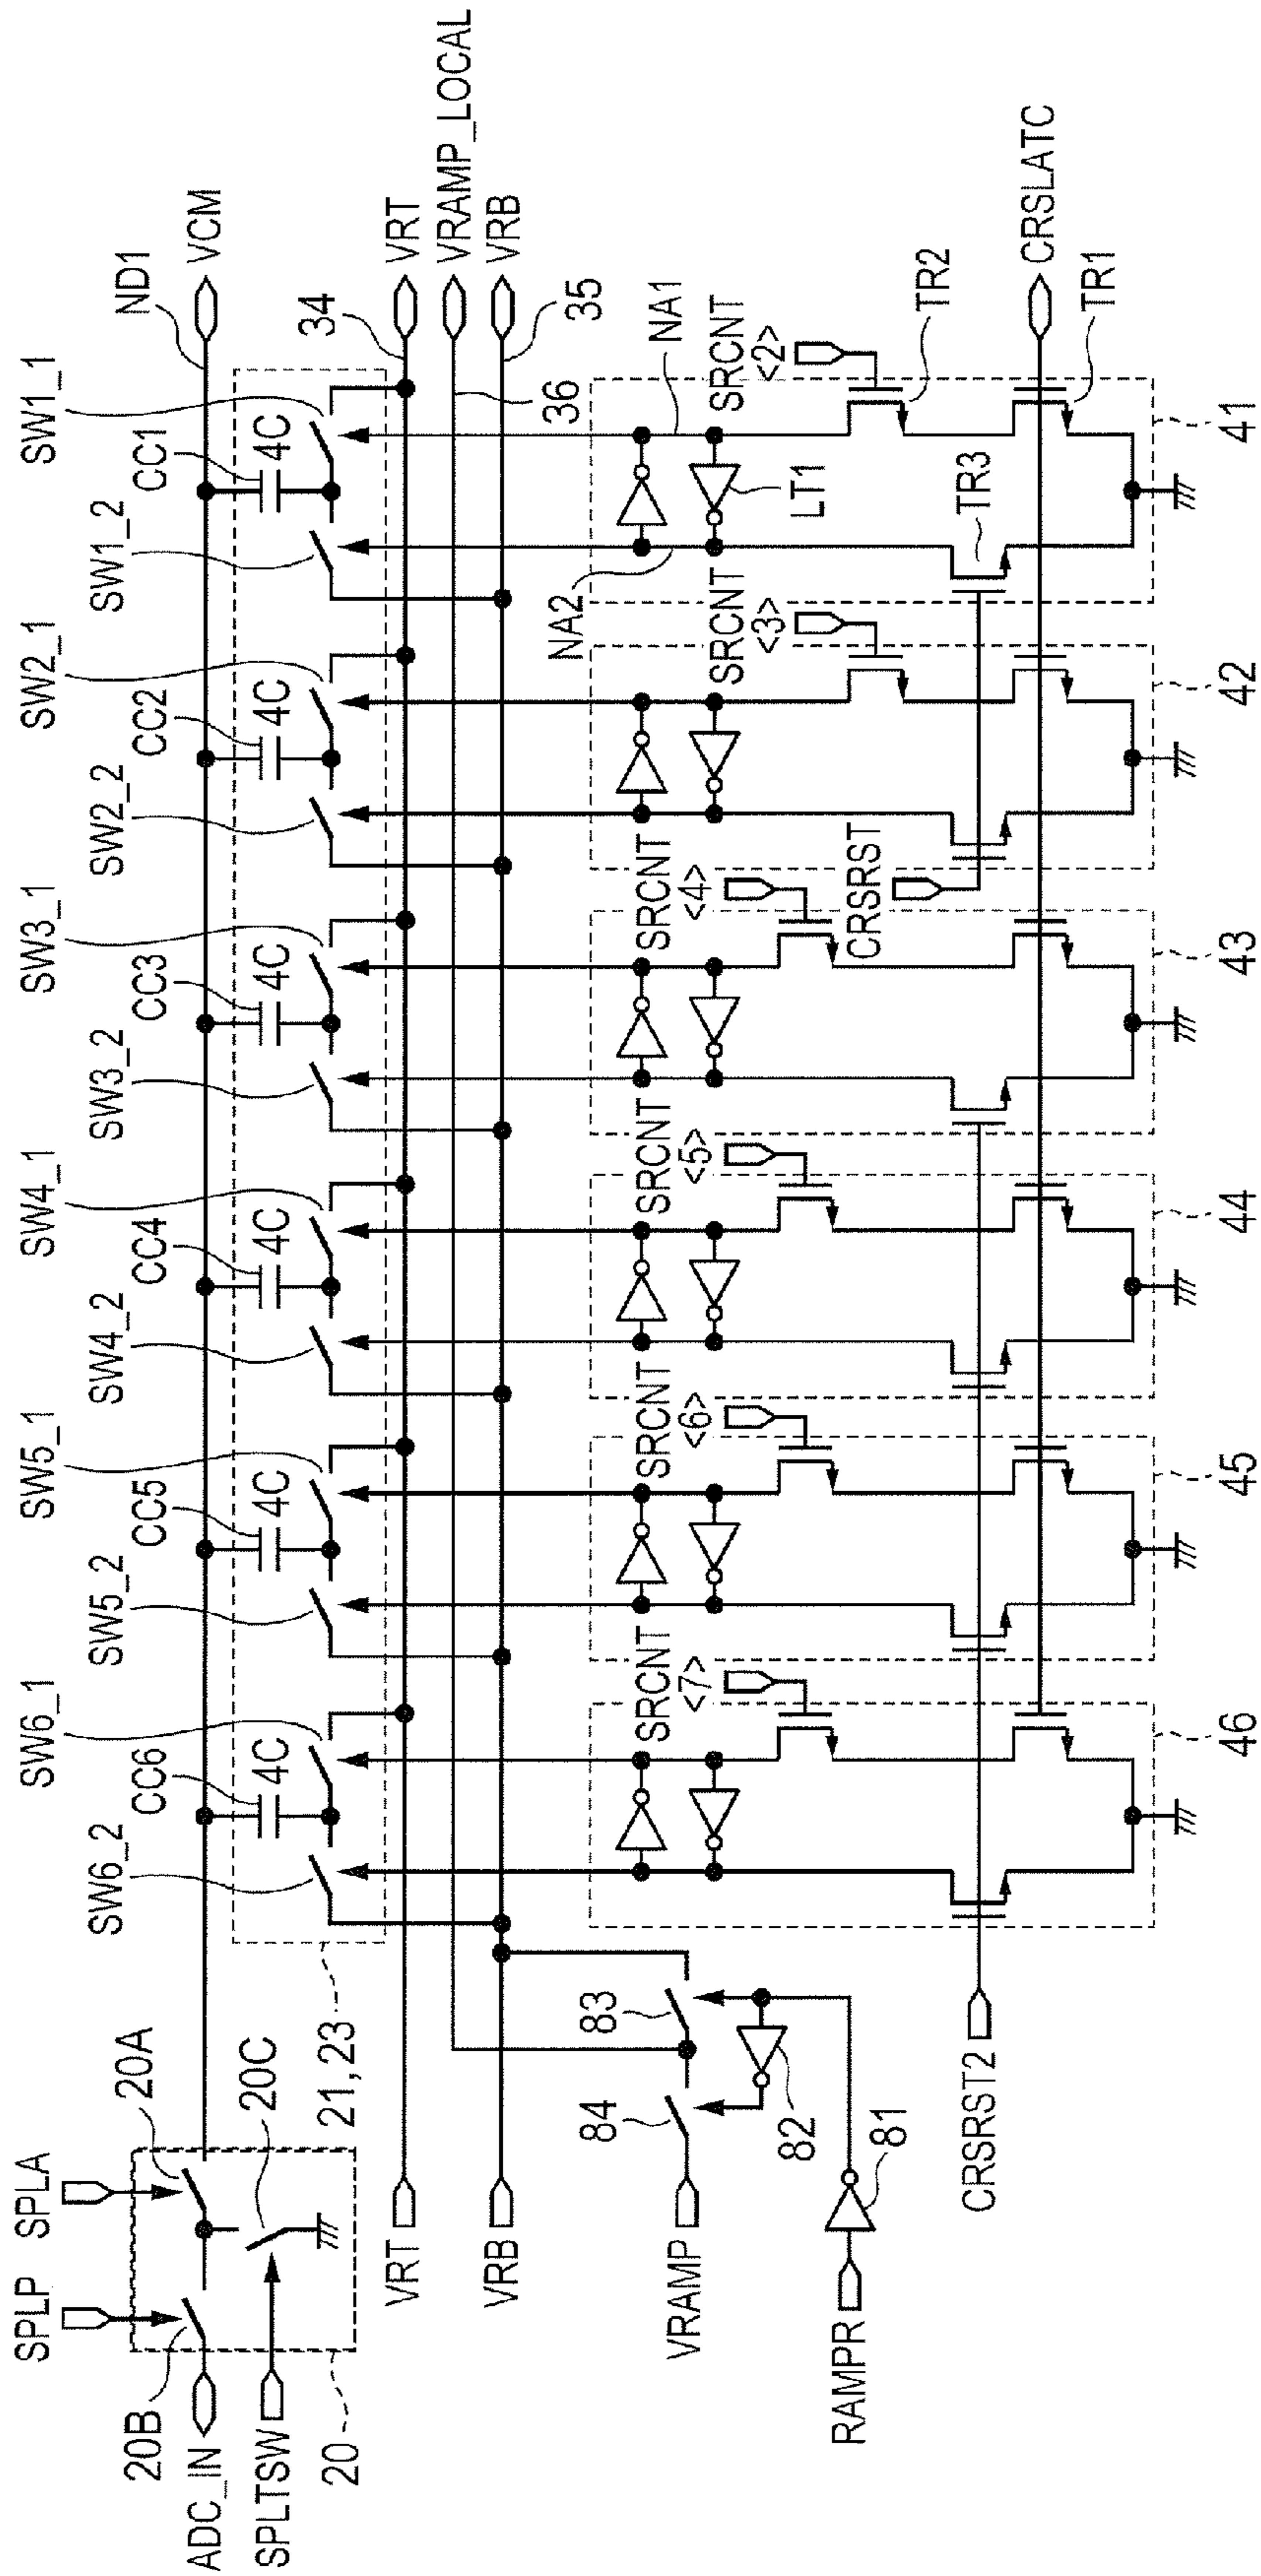 SPLP SPLA
20A
20B
20C
ADC_IN
SPLTSW
20
21,23
SW6_2
SW6_1
SW5_2
SW5_1
SW4_2
SW4_1
SW3_2
SW3_1
SW2_2
SW2_1
SW1_2
SW1_1
CC6
CC5
CC4
CC3
CC2
CC1
4C
4C
4C
4C
4C
4C
ND1
VCM
VRT
34
VRT
VRAMP_LOCAL
36
VRB
VRB
35
NA1
NA2
LT1
SRCNT
<7>
SRCNT
<6>
SRCNT
<5>
SRCNT
<4>
SRCNT
<3>
SRCNT
<2>
TR2
TR3
TR1
CRSRST
CRSLATC
84
83
82
81
VRAMP
RAMPR
CRSRST2
46
45
44
43
42
41